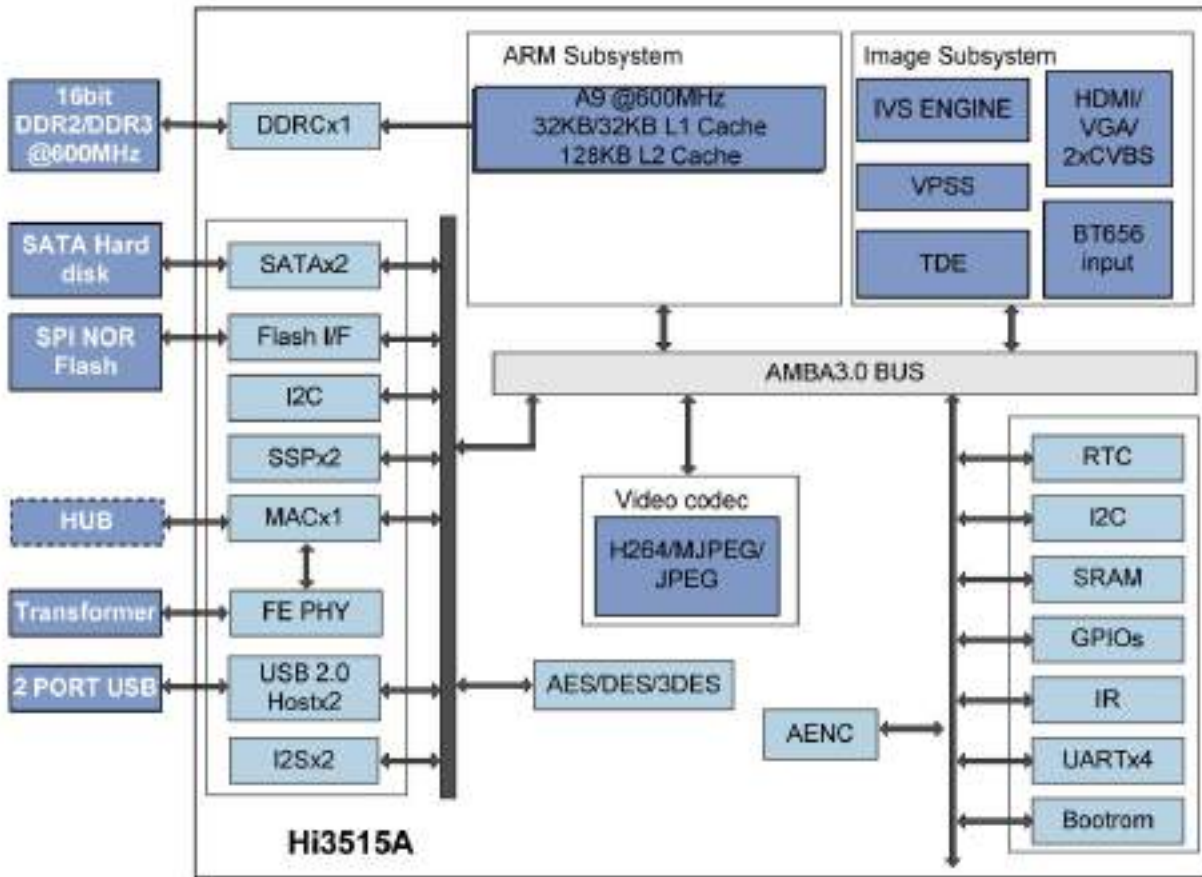 ARM Subsystem
A9 @600MHz
32KB/32KB L1 Cache
128KB L2 Cache
Image Subsystem
IVS ENGINE
VPSS
TDE
HDMI/
VGA/
2xCVBS
BT656
input
16bit
DDR2/DDR3
@600MHz
DDRCx1
SATA Hard
disk
SATAx2
SPI NOR
Flash
Flash I/F
I2C
SSPx2
HUB
MACx1
Transformer
FE PHY
2 PORT USB
USB 2.0
Hostx2
I2Sx2
AMBA3.0 BUS
Video codec
H264/MJPEG/
JPEG
AES/DES/3DES
AENC
RTC
I2C
SRAM
GPIOs
IR
UARTx4
Bootrom
Hi3515A